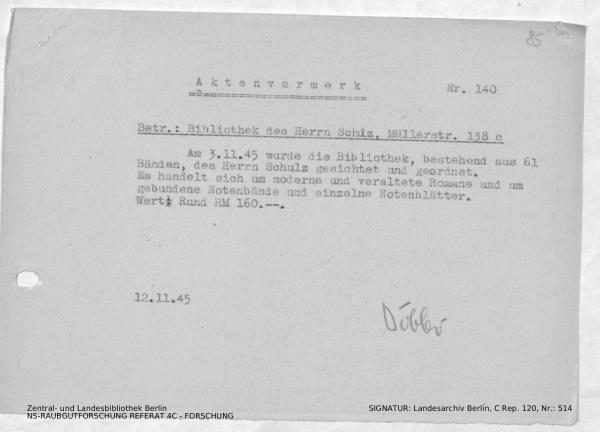 Aktenvermerk
Nr. 140
Betr.: Bibliothek des Herrn Schlz, Müllerstr. 138 c
Am 3.11.45 wurde die Bibliothek, bestehend aus 61
Bänden, des Herrn Schulz gesichtet und geordnet.
Es handelt sich um moderne und veraltete Romane und um
gebundene Notenbände und einzelne Notenblätter.
Wert: Rund RM 160.--.
12.11.45
Zentral- und Landesbibliothek Berlin
NS-RAUBGUTFORSCHUNG REFERAT 4C - FORSCHUNG
SIGNATUR: Landesarchiv Berlin, C Rep. 120, Nr.: 514